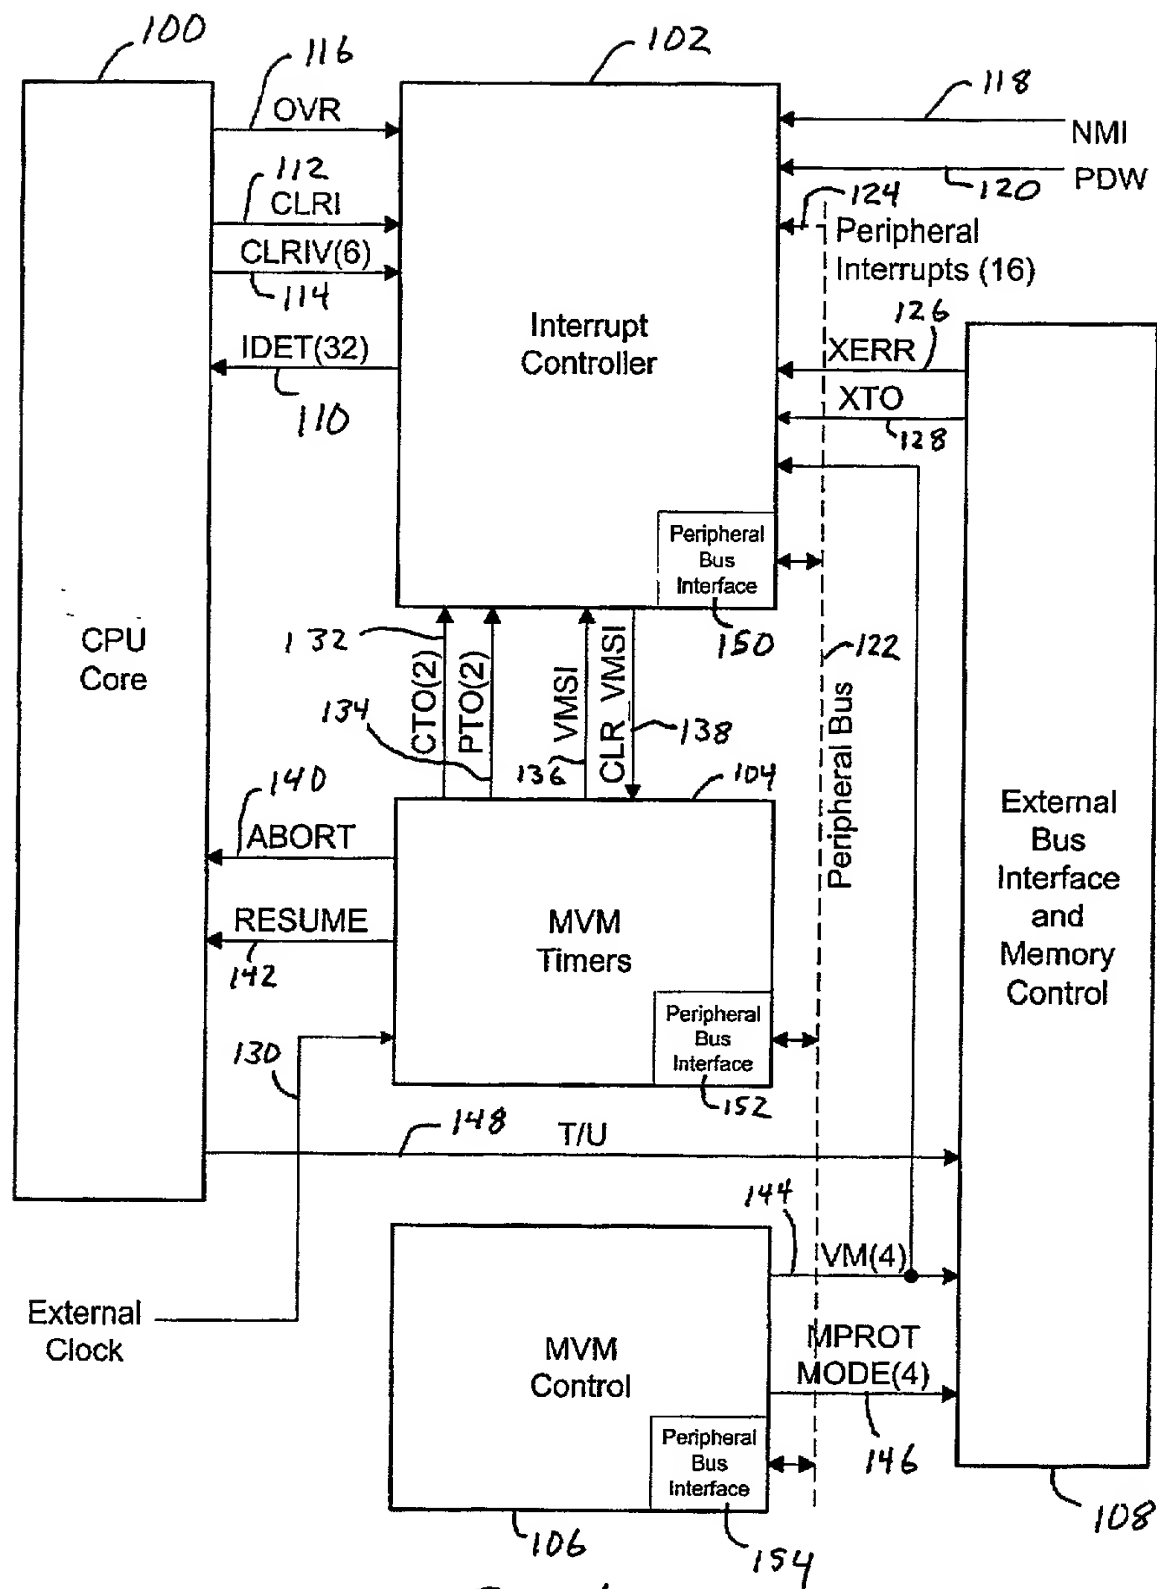 100
116
102
OVR
118
NMI
112
CLRI
120
PDW
124
CLRIV(6)
114
Peripheral
Interrupts (16)
126
Interrupt
Controller
IDET(32)
110
XERR
XTO
128
Peripheral
Bus
Interface
150
CPU
Core
132
CTO(2)
134
PTO(2)
VMSI
136
CLR_VMSI
138
122
Peripheral Bus
104
140
ABORT
External
Bus
Interface
and
Memory
Control
RESUME
142
MVM
Timers
130
Peripheral
Bus
Interface
152
148
T/U
144
VM(4)
External
Clock
MVM
Control
MPROT
MODE(4)
146
Peripheral
Bus
Interface
106
154
108